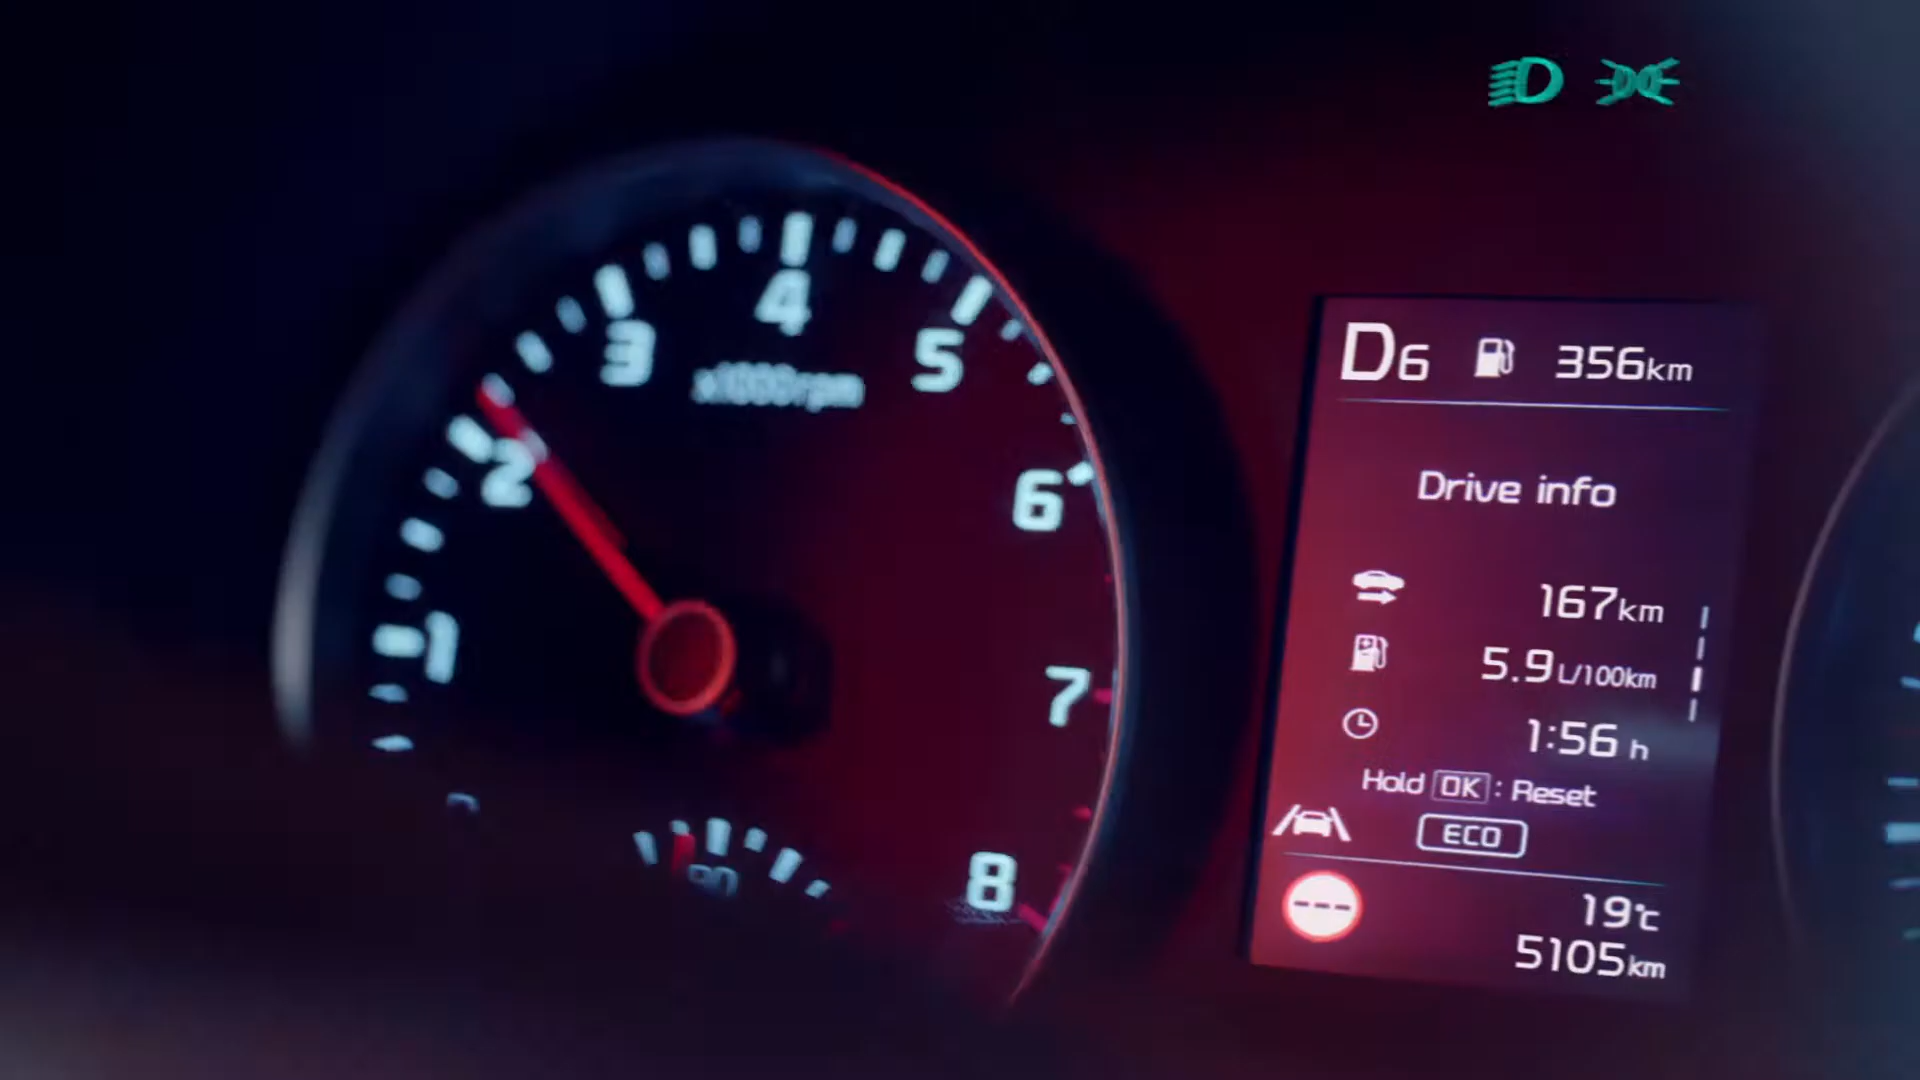 4
3
5
x1000rpm
2
6
1
7
8
D6 356km
Drive info
167km
5.9L/100km
1:56 h
Hold OK : Reset
ECO
---
19℃
5105km